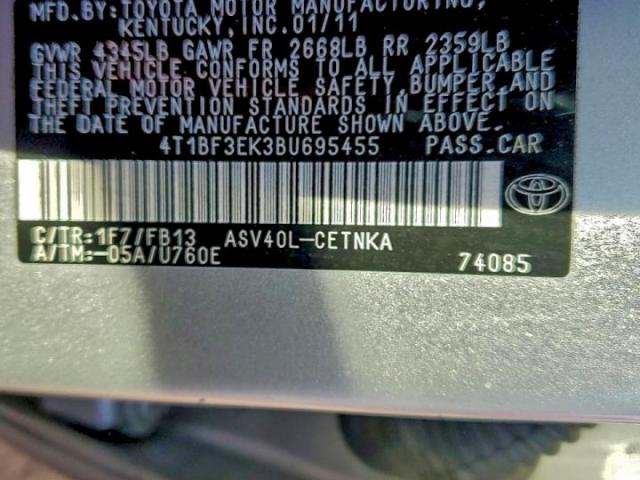 MFD.BY:TOYOTA MOTOR MANUFACTURING,
KENTUCKY,INC.01/11
GVWR 4345LB GAWR FR 2668LB RR 2359LB
THIS VEHICLE CONFORMS TO ALL APPLICABLE
FEDERAL MOTOR VEHICLE SAFETY,BUMPER,AND
THEFT PREVENTION STANDARDS IN EFFECT ON
THE DATE OF MANUFACTURE SHOWN ABOVE.
4T1BF3EK3BU695455 PASS.CAR
TOYOTA
C/TR:1F7/FB13 ASV40L-CETNKA
A/TM:-05A/U760E 74085